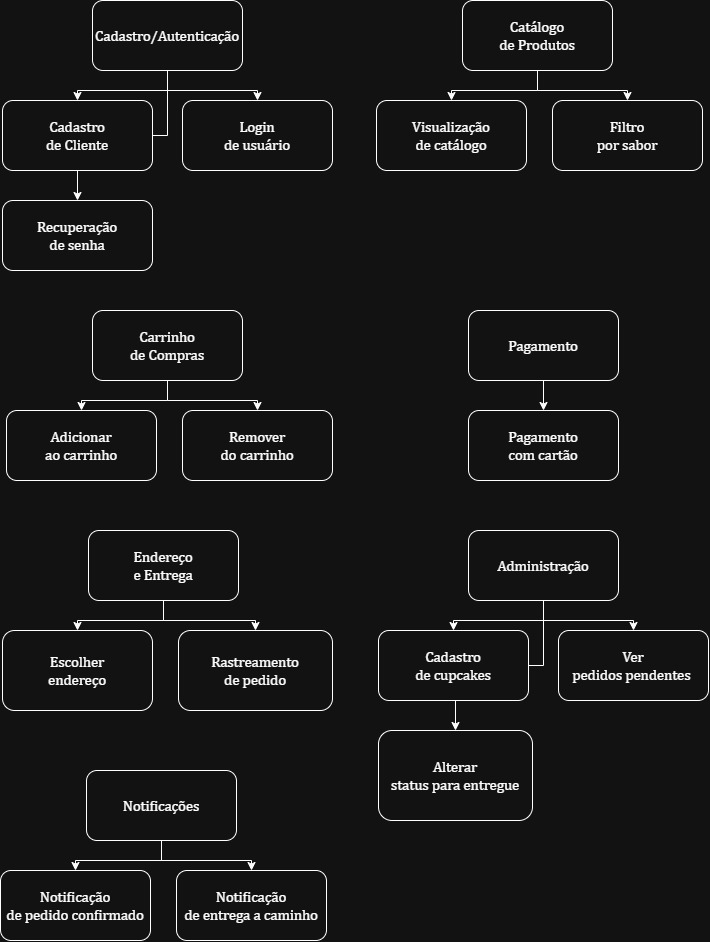 Cadastro/Autenticação
Catálogo
de Produtos
Cadastro
de Cliente
Login
de usuário
Visualização
de catálogo
Filtro
por sabor
Recuperação
de senha
Carrinho
de Compras
Pagamento
Adicionar
ao carrinho
Remover
do carrinho
Pagamento
com cartão
Endereço
e Entrega
Administração
Escolher
endereço
Rastreamento
de pedido
Cadastro
de cupcakes
Ver
pedidos pendentes
Alterar
status para entregue
Notificações
Notificação
de pedido confirmado
Notificação
de entrega a caminho